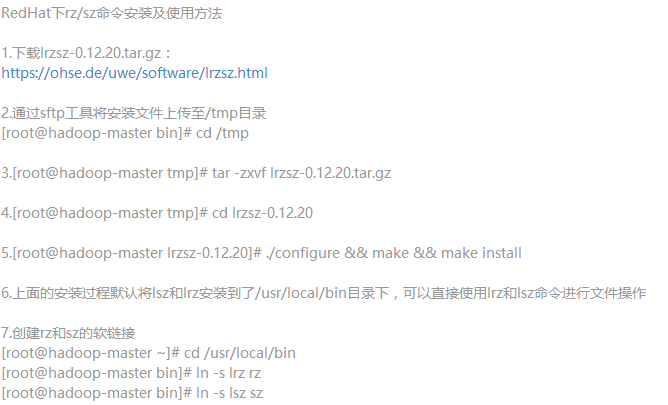 RedHat下rz/sz命令安装及使用方法
1.下载lrzsz-0.12.20.tar.gz：
https://ohse.de/uwe/software/lrzsz.html
2.通过sftp工具将安装文件上传至/tmp目录
[root@hadoop-master bin]# cd /tmp
3.[root@hadoop-master tmp]# tar -zxvf lrzsz-0.12.20.tar.gz
4.[root@hadoop-master tmp]# cd lrzsz-0.12.20
5.[root@hadoop-master lrzsz-0.12.20]# ./configure && make && make install
6.上面的安装过程默认将lsz和lrz安装到了/usr/local/bin目录下，可以直接使用lrz和lsz命令进行文件操作
7.创建rz和sz的软链接
[root@hadoop-master ~]# cd /usr/local/bin
[root@hadoop-master bin]# ln -s lrz rz
[root@hadoop-master bin]# ln -s lsz sz